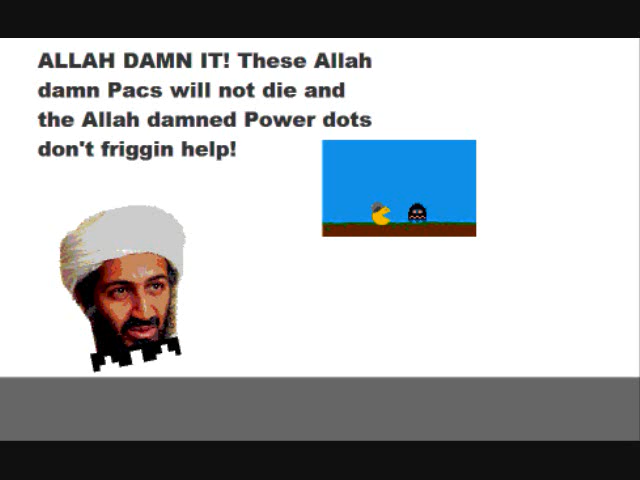 ALLAH DAMN IT! These Allah
damn Pacs will not die and
the Allah damned Power dots
don't friggin help!